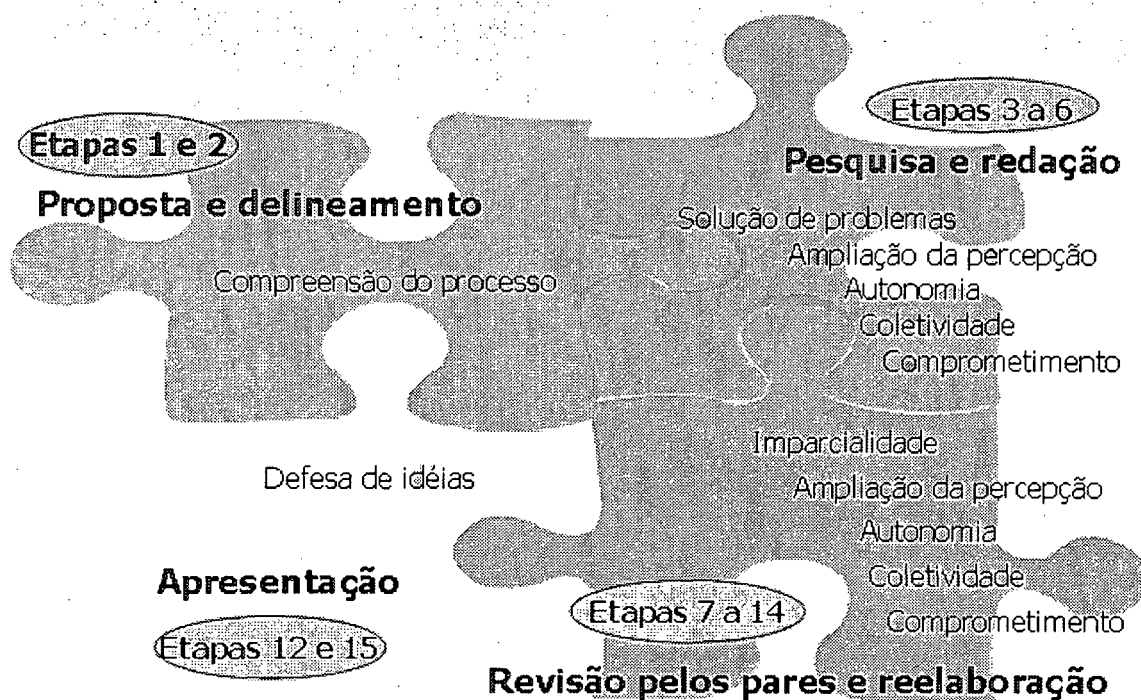 Etapas 1 e 2
Proposta e delineamento
Compreensão do processo
Etapas 3 a 6
Pesquisa e redação
Solução de problemas
Ampliação da percepção
Autonomia
Coletividade
Comprometimento
Imparcialidade
Ampliação da percepção
Autonomia
Coletividade
Comprometimento
Etapas 7 a 14
Revisão pelos pares e reelaboração
Defesa de idéias
Apresentação
Etapas 12 e 15